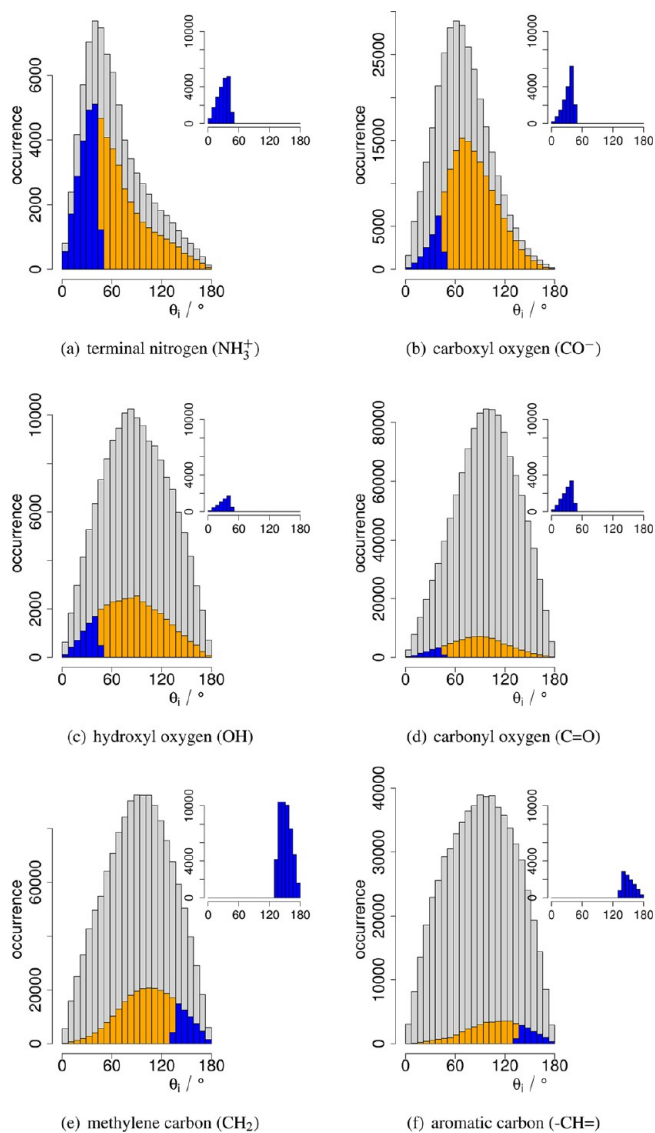 0 2000 4000 6000
occurrence
0 60 120 180
θi / °
0 4000 10000
0 60 120 180
(a) terminal nitrogen (NH3+)
0 5000 15000 25000
occurrence
0 60 120 180
θi / °
0 4000 10000
0 60 120 180
(b) carboxyl oxygen (CO−)
0 2000 6000 10000
occurrence
0 60 120 180
θi / °
0 4000 10000
0 60 120 180
(c) hydroxyl oxygen (OH)
0 20000 40000 60000 80000
occurrence
0 60 120 180
θi / °
0 4000 10000
0 60 120 180
(d) carbonyl oxygen (C=O)
0 20000 60000
occurrence
0 60 120 180
θi / °
0 4000 10000
0 60 120 180
(e) methylene carbon (CH2)
0 10000 20000 30000 40000
occurrence
0 60 120 180
θi / °
0 4000 10000
0 60 120 180
(f) aromatic carbon (-CH=)